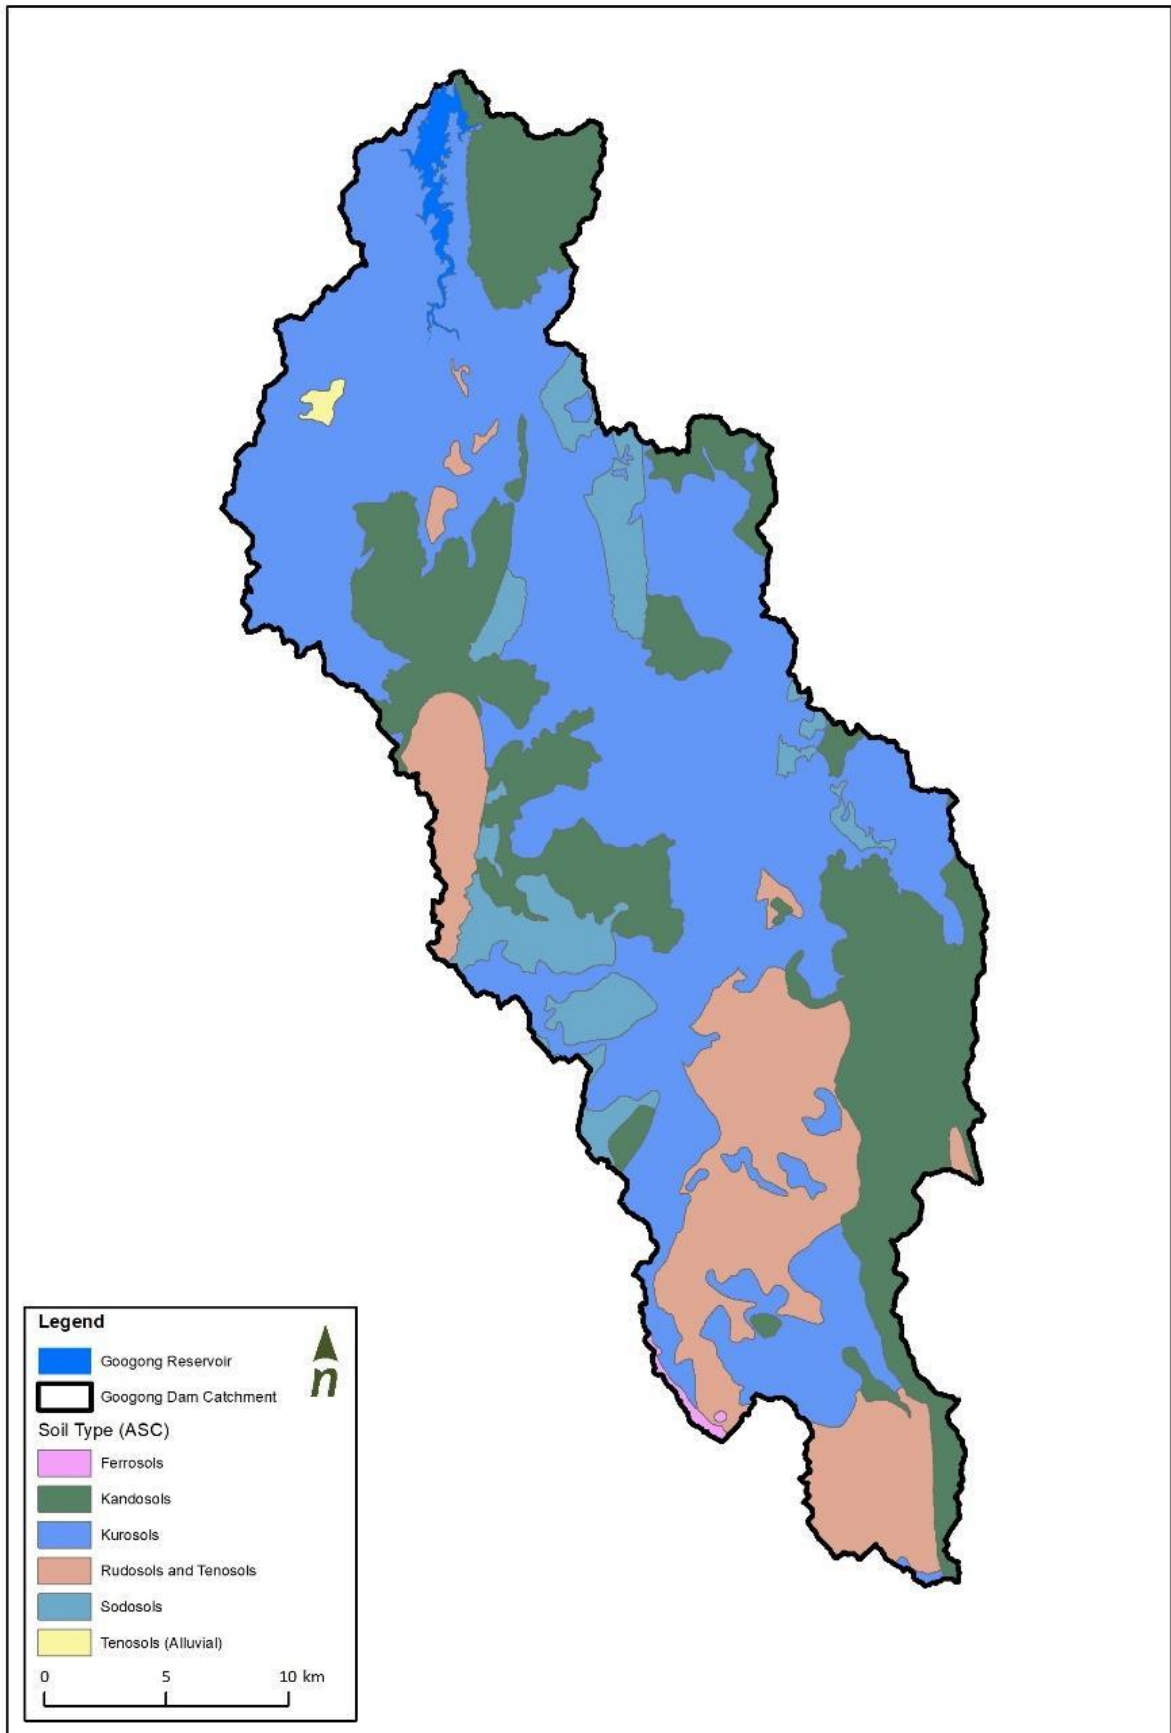 Legend
n
Googong Reservoir
Googong Dam Catchment
Soil Type (ASC)
Ferrosols
Kandosols
Kurosols
Rudosols and Tenosols
Sodosols
Tenosols (Alluvial)
0 5 10 km